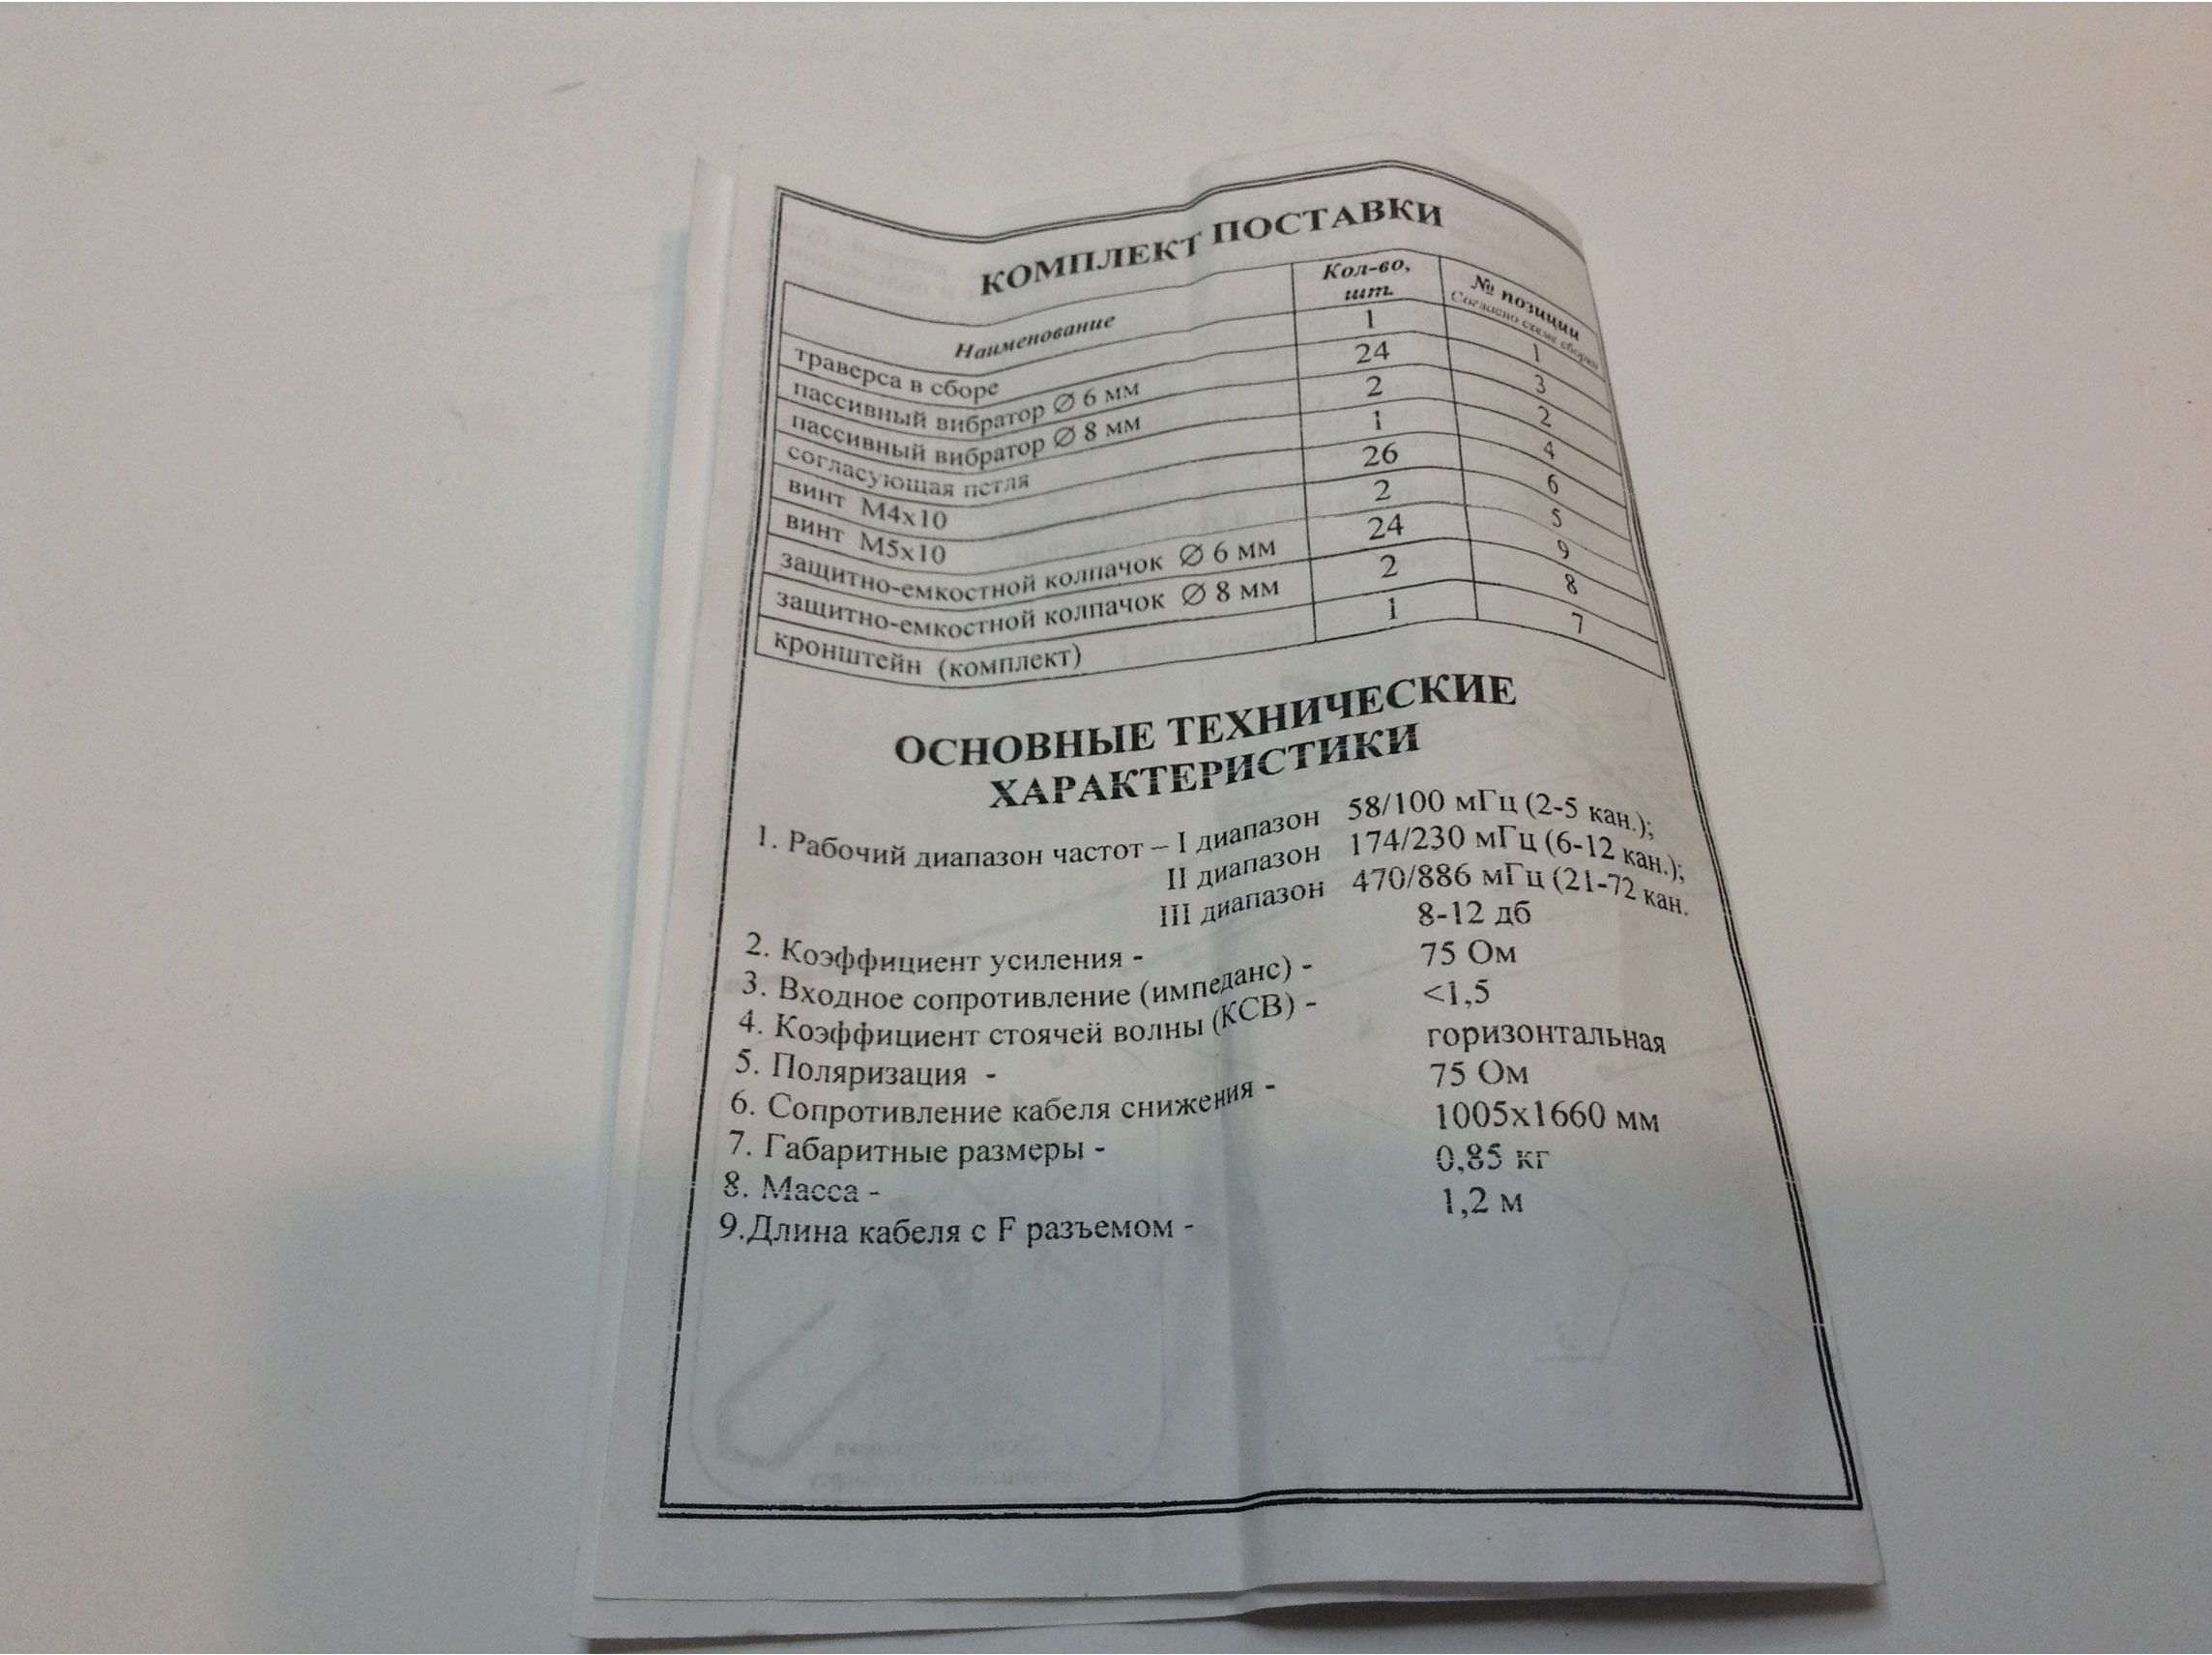 КОМПЛЕКТ ПОСТАВКИ
Наименование Кол-во, шт. № позиции Согласно схеме сборки
траверса в сборе 1 1
пассивный вибратор ∅ 6 мм 24 3
пассивный вибратор ∅ 8 мм 2 2
согласующая петля 1 4
винт М4х10 26 6
винт М5х10 2 5
защитно-емкостной колпачок ∅ 6 мм 24 9
защитно-емкостной колпачок ∅ 8 мм 2 8
кронштейн (комплект) 1 7
ОСНОВНЫЕ ТЕХНИЧЕСКИЕ
ХАРАКТЕРИСТИКИ
1. Рабочий диапазон частот – I диапазон 58/100 мГц (2-5 кан.);
II диапазон 174/230 мГц (6-12 кан.);
III диапазон 470/886 мГц (21-72 кан.
2. Коэффициент усиления - 8-12 дб
3. Входное сопротивление (импеданс) - 75 Ом
4. Коэффициент стоячей волны (КСВ) - <1,5
5. Поляризация - горизонтальная
6. Сопротивление кабеля снижения - 75 Ом
7. Габаритные размеры - 1005х1660 мм
8. Масса - 0,85 кг
9.Длина кабеля с F разъемом - 1,2 м